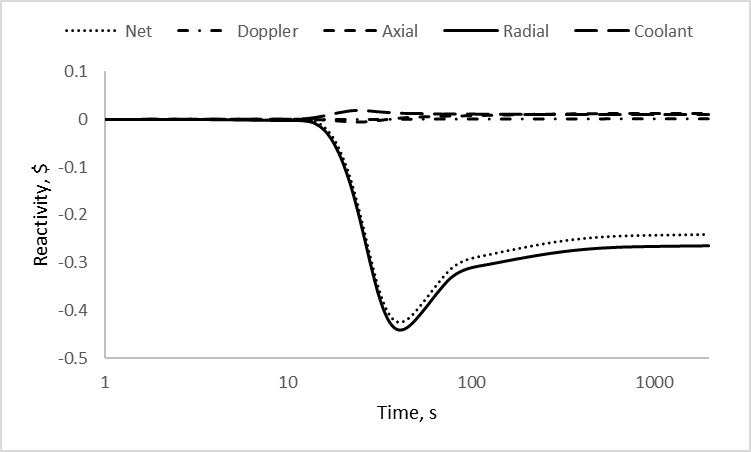 Net Doppler Axial Radial Coolant
0.1
0
-0.1
-0.2
-0.3
-0.4
-0.5
Reactivity, $
1 10 100 1000
Time, s